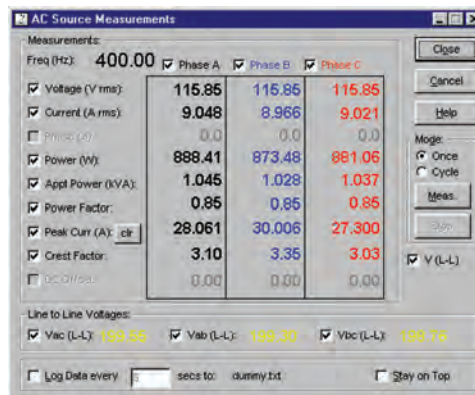 AC Source Measurements
Measurements:
Freq (Hz): 400.00 Phase A Phase B Phase C
Voltage (V rms): 115.85 115.85 115.85
Current (A rms): 9.048 8.966 9.021
0.0 0.0 0.0
Power (W): 888.41 873.48 881.06
Appl Power (kVA): 1.045 1.028 1.037
Power Factor: 0.85 0.85 0.85
Peak Curr (A): clr 28.061 30.006 27.300
Crest Factor: 3.10 3.35 3.03
DC Offset: 0.00 0.00 0.00
Close
Cancel
Help
Mode:
Once
Cycle
Meas.
Stop
V (L-L)
Line to Line Voltages:
Vac (L-L): Vab (L-L): Vbc (L-L):
Log Data every 5 secs to: dummy.txt Stay on Top